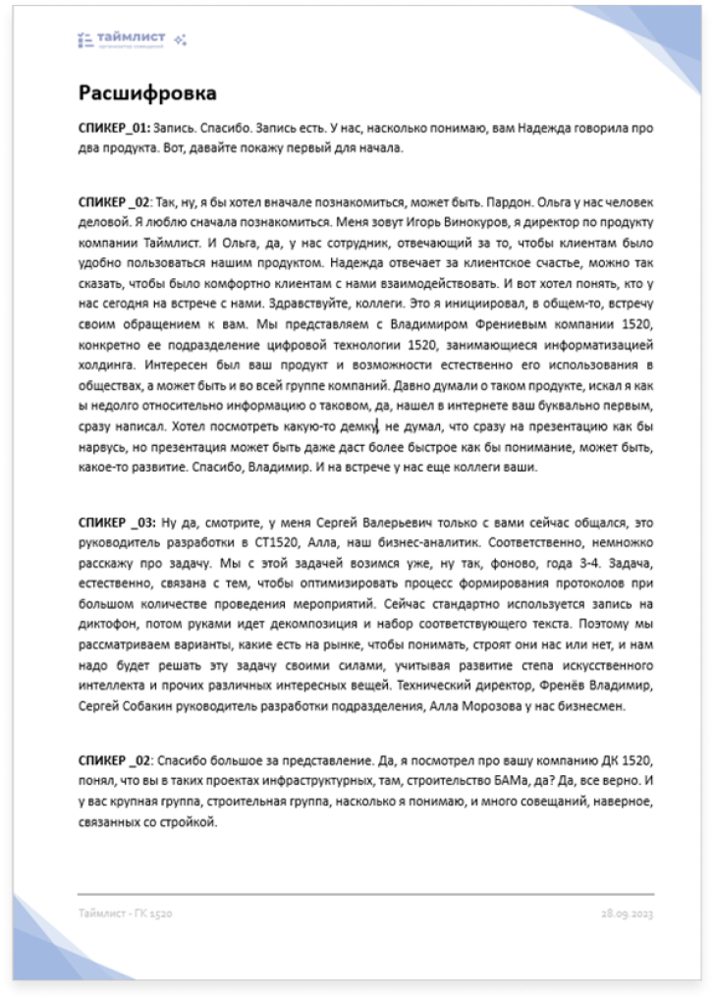 таймлист
организатор совещаний
Расшифровка
СПИКЕР_01: Запись. Спасибо. Запись есть. У нас, насколько понимаю, вам Надежда говорила про
два продукта. Вот, давайте покажу первый для начала.
СПИКЕР _02: Так, ну, я бы хотел вначале познакомиться, может быть. Пардон. Ольга у нас человек
деловой. Я люблю сначала познакомиться. Меня зовут Игорь Винокуров, я директор по продукту
компании Таймлист. И Ольга, да, у нас сотрудник, отвечающий за то, чтобы клиентам было
удобно пользоваться нашим продуктом. Надежда отвечает за клиентское счастье, можно так
сказать, чтобы было комфортно клиентам с нами взаимодействовать. И вот хотел понять, кто у
нас сегодня на встрече с нами. Здравствуйте, коллеги. Это я инициировал, в общем-то, встречу
своим обращением к вам. Мы представляем с Владимиром Френиевым компании 1520,
конкретно ее подразделение цифровой технологии 1520, занимающиеся информатизацией
холдинга. Интересен был ваш продукт и возможности естественно его использования в
обществах, а может быть и во всей группе компаний. Давно думали о таком продукте, искал я как
ы недолго относительно информацию о таковом, да, нашел в интернете ваш буквально первым,
сразу написал. Хотел посмотреть какую-то демку, не думал, что сразу на презентацию как бы
нарвусь, но презентация может быть даже даст более быстрое как бы понимание, может быть,
какое-то развитие. Спасибо, Владимир. И на встрече у нас еще коллеги ваши.
СПИКЕР _03: Ну да, смотрите, у меня Сергей Валерьевич только с вами сейчас общался, это
руководитель разработки в СТ1520, Алла, наш бизнес-аналитик. Соответственно, немножко
расскажу про задачу. Мы с этой задачей возимся уже, ну так, фоново, года 3-4. Задача,
естественно, связана с тем, чтобы оптимизировать процесс формирования протоколов при
большом количестве проведения мероприятий. Сейчас стандартно используется запись на
диктофон, потом руками идет декомпозиция и набор соответствующего текста. Поэтому мы
рассматриваем варианты, какие есть на рынке, чтобы понимать, строят они нас или нет, и нам
надо будет решать эту задачу своими силами, учитывая развитие степа искусственного
интеллекта и прочих различных интересных вещей. Технический директор, Френёв Владимир,
Сергей Собакин руководитель разработки подразделения, Алла Морозова у нас бизнесмен.
СПИКЕР _02: Спасибо большое за представление. Да, я посмотрел про вашу компанию ДК 1520,
понял, что вы в таких проектах инфраструктурных, там, строительство БАМа, да? Да, все верно. И
у вас крупная группа, строительная группа, насколько я понимаю, и много совещаний, наверное,
связанных со стройкой.
Таймлист - ГК 1520
28.09.2023